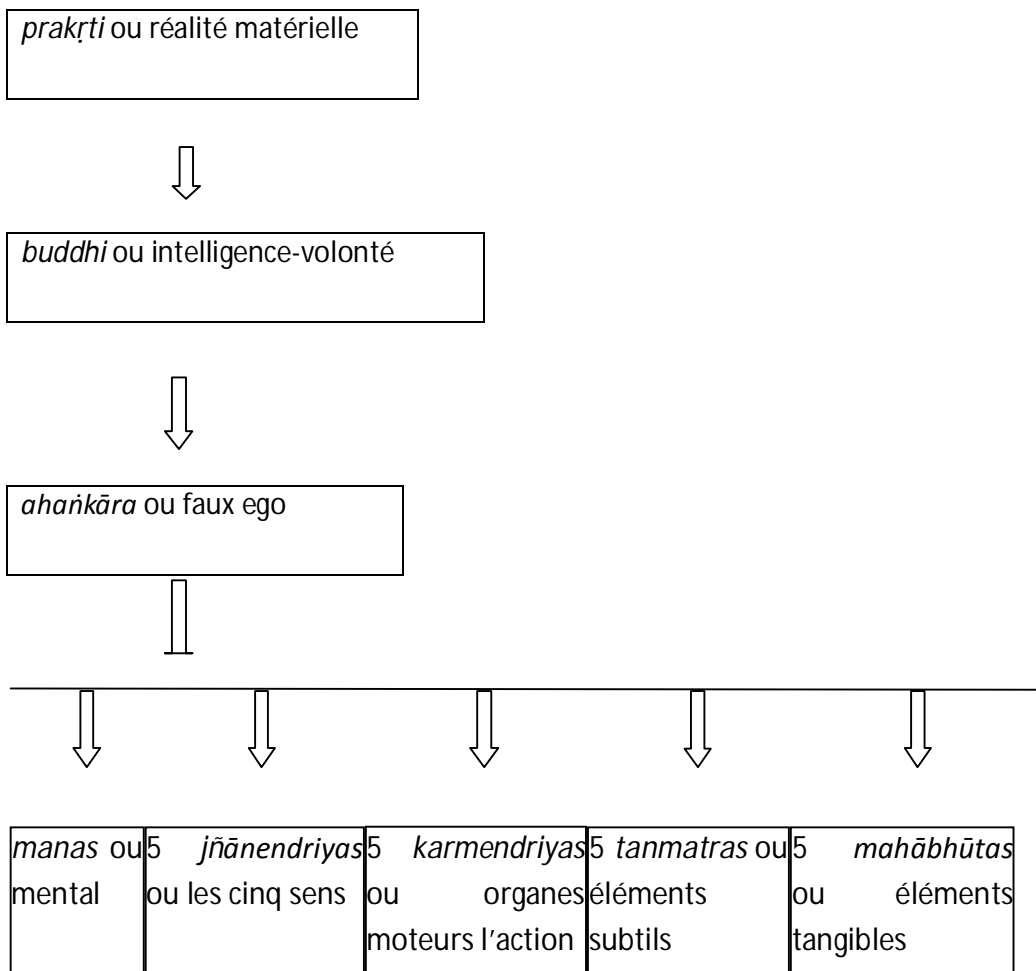 prakṛti ou réalité matérielle
buddhi ou intelligence-volonté
ahaṅkāra ou faux ego
manas ou
mental
5 jñānendriyas
ou les cinq sens
5 karmendriyas
ou organes
moteurs l'action
5 tanmatras ou
éléments
subtils
5 mahābhūtas
ou éléments
tangibles